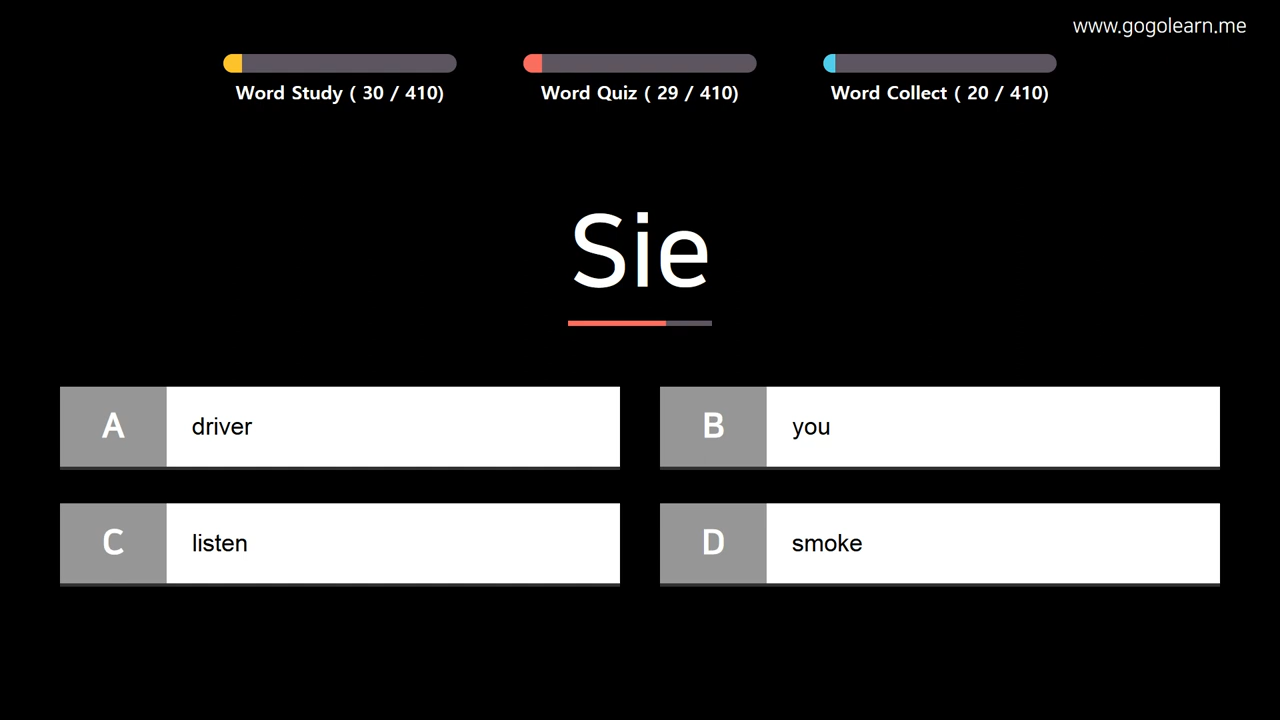 www.gogolearn.me
Word Study ( 30 / 410)
Word Quiz ( 29 / 410)
Word Collect ( 20 / 410)
Sie
A driver
B you
C listen
D smoke